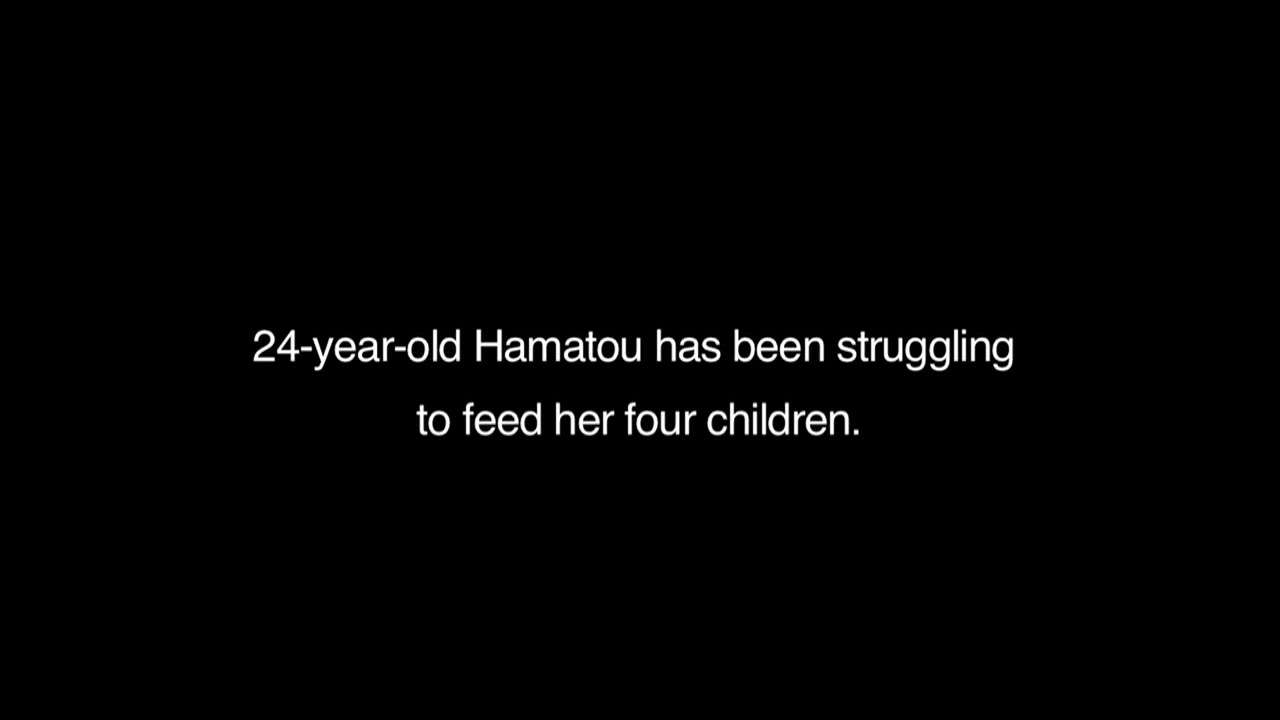 24-year-old Hamatou has been struggling
to feed her four children.